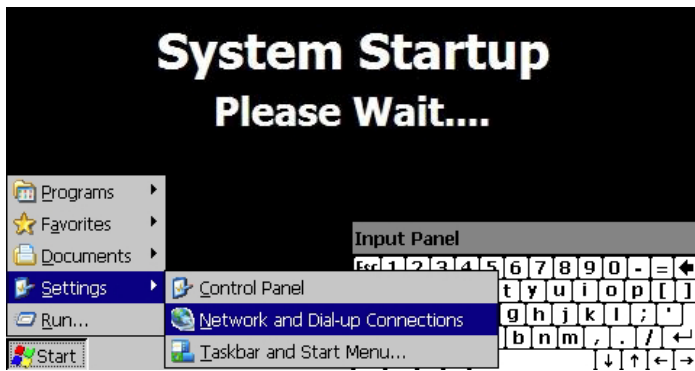 System Startup
Please Wait....
Programs
Favorites
Documents
Settings
Run...
Start
Control Panel
Network and Dial-up Connections
Taskbar and Start Menu...
Input Panel
Esc 1 2 3 4 5 6 7 8 9 0 - =
t y u i o p [ ]
g h j k l ; '
b n m , . /